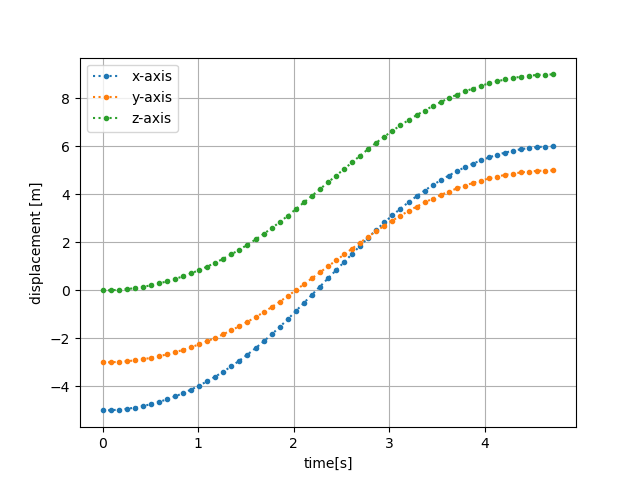 x-axis
y-axis
z-axis
displacement [m]
8
6
4
2
0
−2
−4
0 1 2 3 4
time[s]